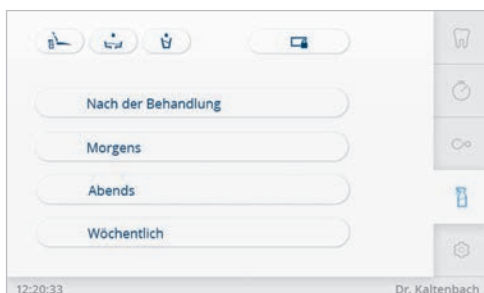 Nach der Behandlung
Morgens
Abends
Wöchentlich
12:20:33 Dr. Kaltenbach